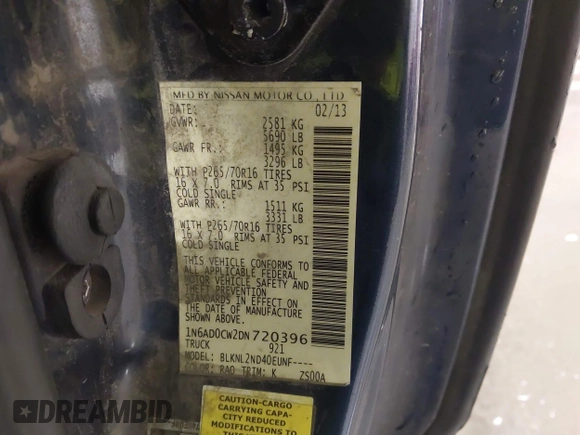 MFD BY NISSAN MOTOR CO., LTD
DATE: 02/13
GVWR: 2581 KG
5690 LB
GAWR FR.: 1495 KG
3296 LB
WITH P265/70R16 TIRES
16 X 7.0 RIMS AT 35 PSI
COLD SINGLE
GAWR RR.: 1511 KG
3331 LB
WITH P265/70R16 TIRES
16 X 7.0 RIMS AT 35 PSI
COLD SINGLE
THIS VEHICLE CONFORMS TO
ALL APPLICABLE FEDERAL
MOTOR VEHICLE SAFETY
AND THEFT PREVENTION
STANDARDS IN EFFECT ON
THE DATE OF MANUFACTURE
SHOWN ABOVE.
1N6AD0CW2DN720396
TRUCK 921
MODEL: BLKNL2ND40EUNF----
COLOR: RAQ TRIM: K ZS00A
CAUTION-CARGO
CARRYING CAPA-
CITY REDUCED
MODIFICATIONS TO
DREAMBID